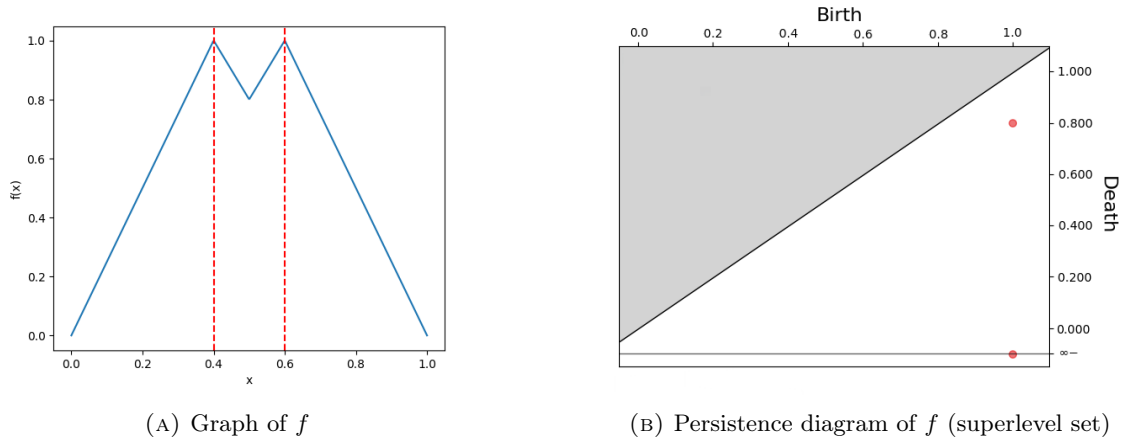 1.0
0.8
0.6
0.4
0.2
0.0
f(x)
0.0 0.2 0.4 0.6 0.8 1.0
x
(A) Graph of f
Birth
0.0 0.2 0.4 0.6 0.8 1.0
1.000
0.800
0.600
0.400
0.200
0.000
∞−
Death
(B) Persistence diagram of f (superlevel set)